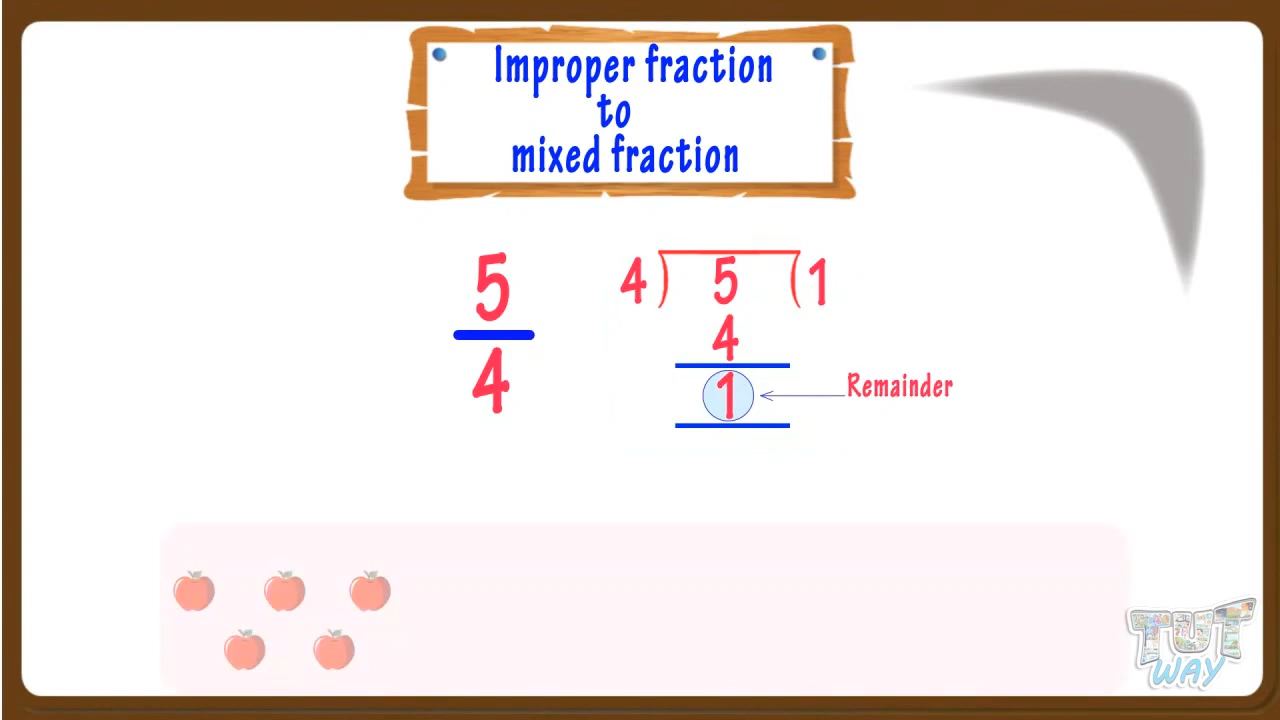 Improper fraction
to
mixed fraction
5
4
4) 5 (1
4
1
Remainder
TUT
WAY